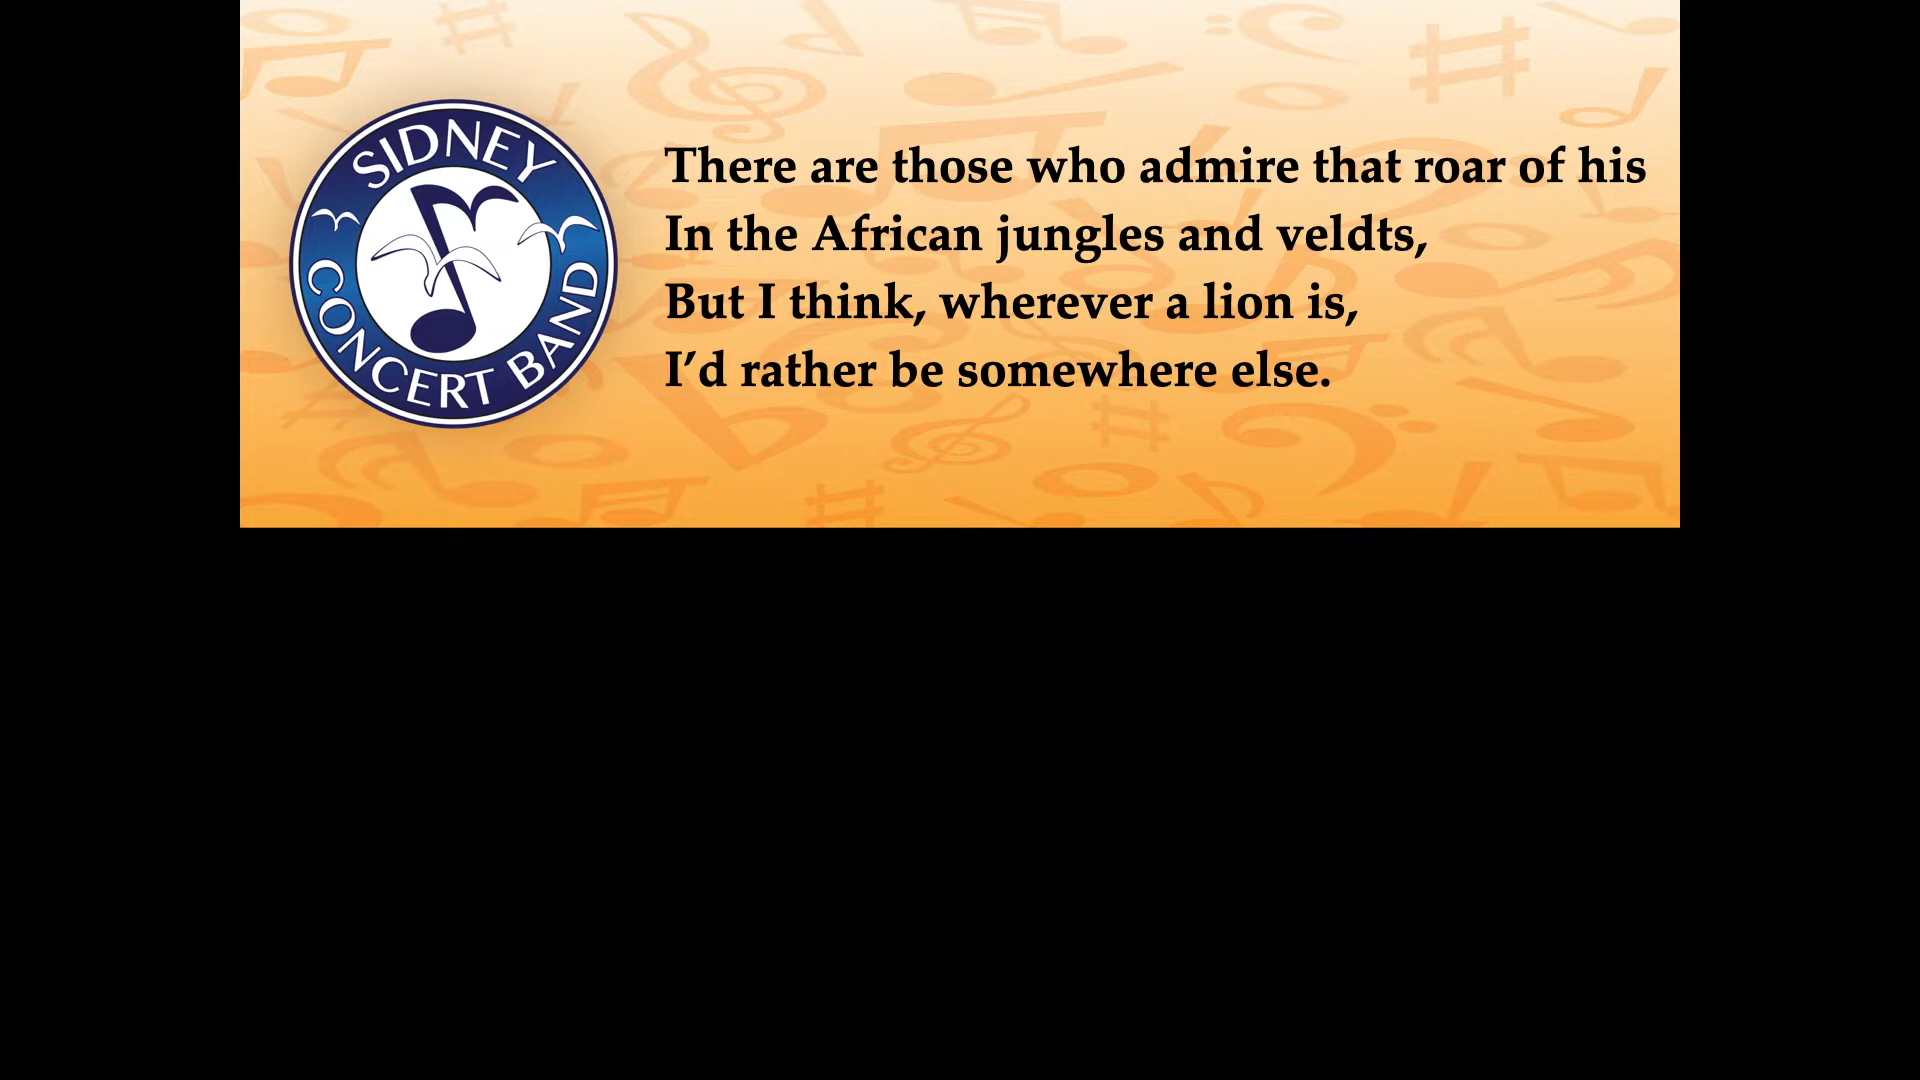 SIDNEY
CONCERT BAND
There are those who admire that roar of his
In the African jungles and veldts,
But I think, wherever a lion is,
I’d rather be somewhere else.